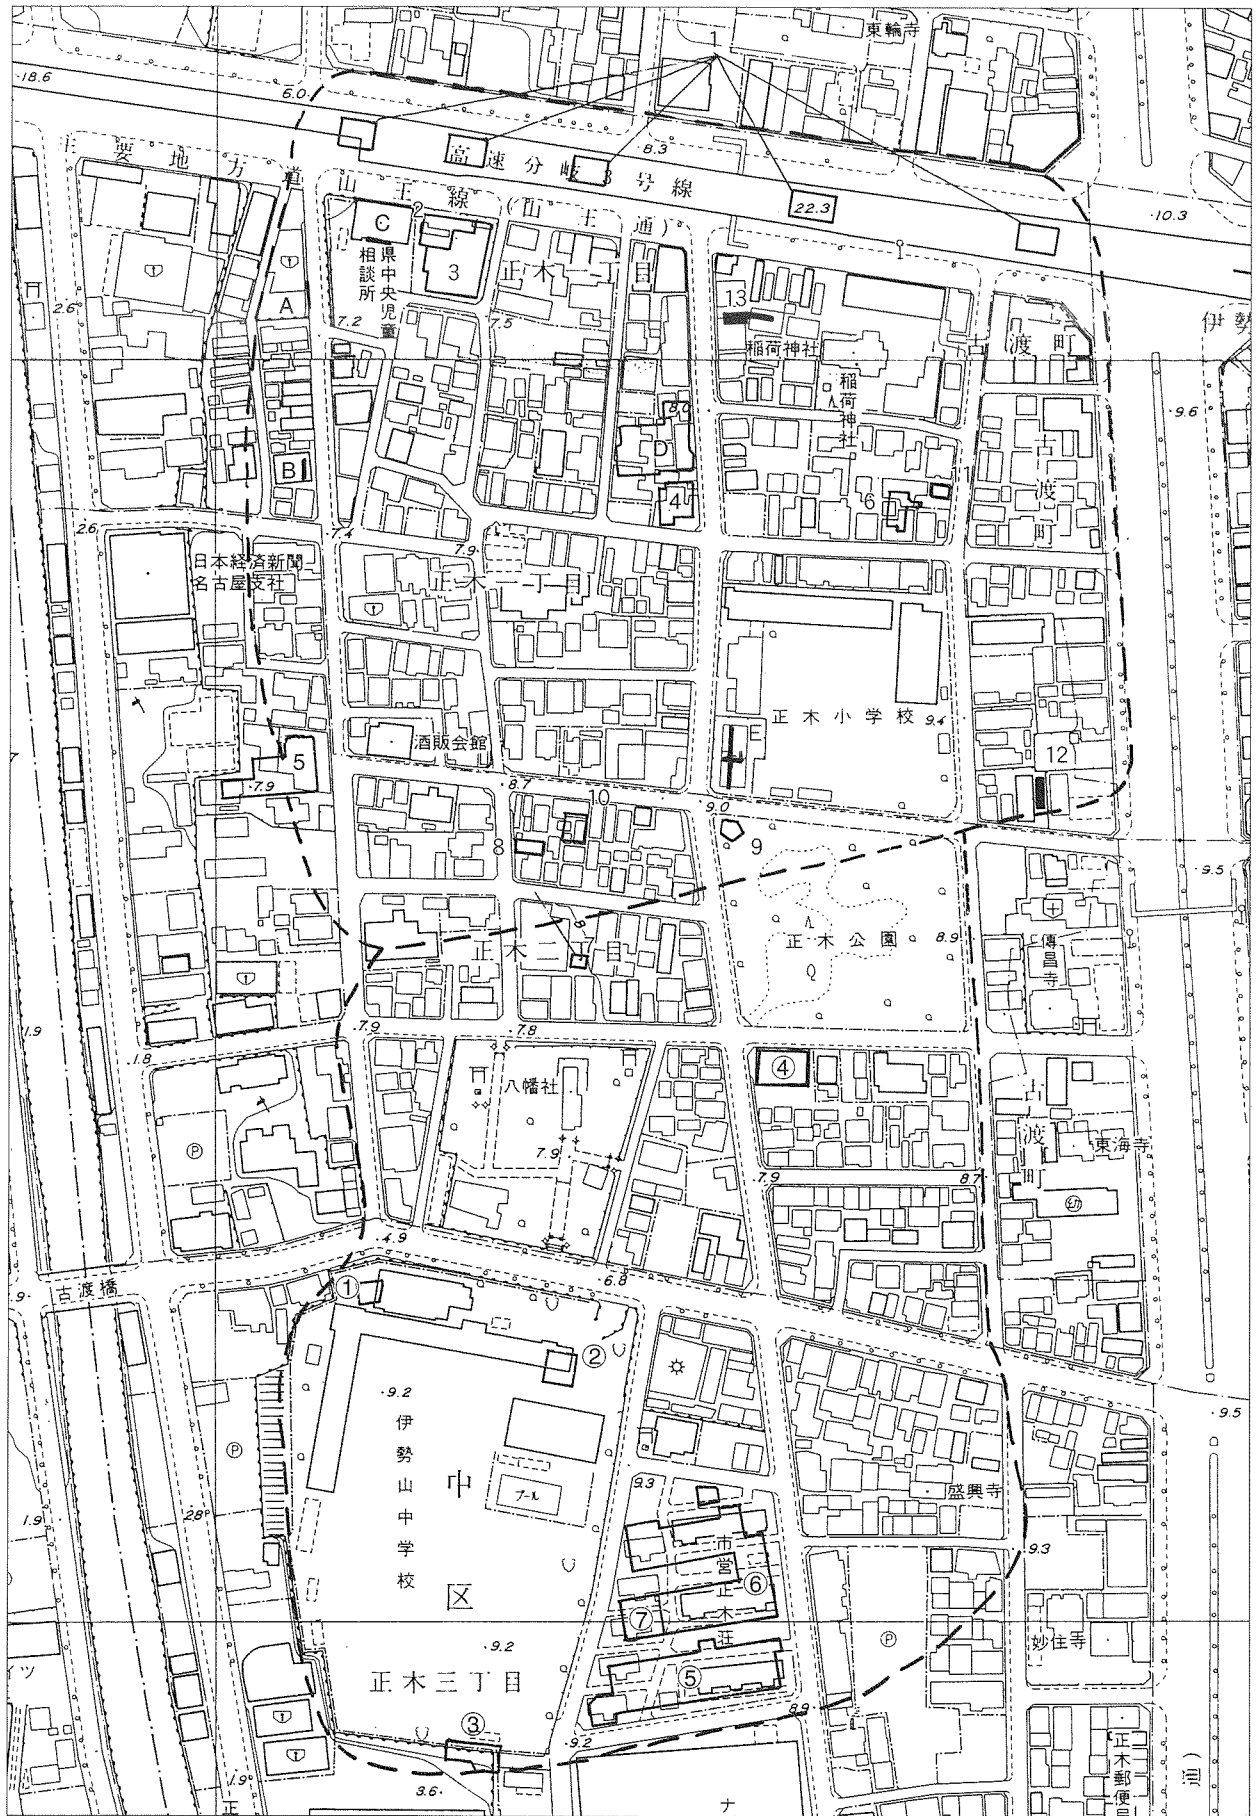 東輪寺
1
18.6
6.0
8.3
主要地方道山王線(山王通)
高速分岐3号線
22.3
10.3
C
2
3
県中央児童
相談所
正木一丁目
13
稲荷神社
稲荷神社
古渡町
伊勢
A
2.6
7.2
7.5
9.6
8.0
D
B
4
6
11
古渡町
2.6
7.4
7.9
日本経済新聞
名古屋支社
正木一丁目
正木小学校
9.4
E
酒販会館
5
7.9
12
8.7
10
9.0
8
9
9.5
正木公園
8.9
傳昌寺
正木二丁目
7
7.9
7.8
1.9
1.8
④
八幡社
7.9
古渡町
東海寺
P
7.9
8.7
幼
4.9
6.8
古渡橋
①
②
9.2
伊勢山中学校
中
区
プール
9.5
P
盛興寺
9.3
1.9
市営正木荘
⑥
⑦
9.3
P
妙住寺
9.2
正木三丁目
⑤
③
8.9
9.2
1.9
3.6
正木郵便局
通)
正
ナ